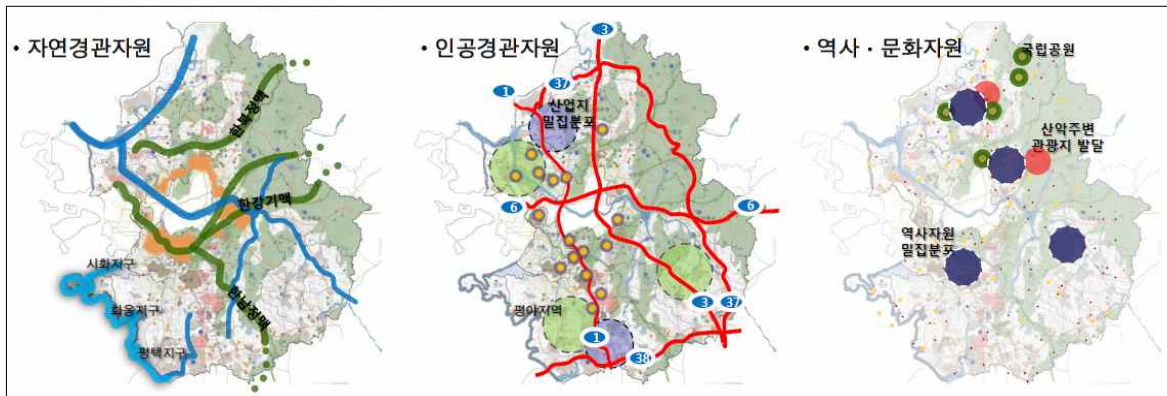 • 자연경관자원
한북정맥
한강기맥
한남정맥
시화지구
화옹지구
평택지구
• 인공경관자원
3
37
1
산업지
밀집분포
6
6
평야지역
3
37
1
38
• 역사 · 문화자원
국립공원
산악주변
관광지 발달
역사자원
밀집분포